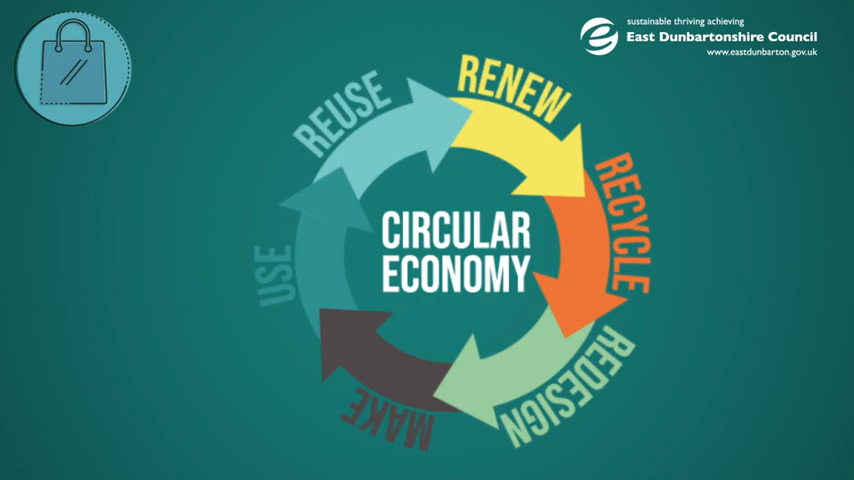 sustainable thriving achieving
East Dunbartonshire Council
www.eastdunbarton.gov.uk
RENEW
REUSE
RECYCLE
CIRCULAR
ECONOMY
USE
REDESIGN
MAKE